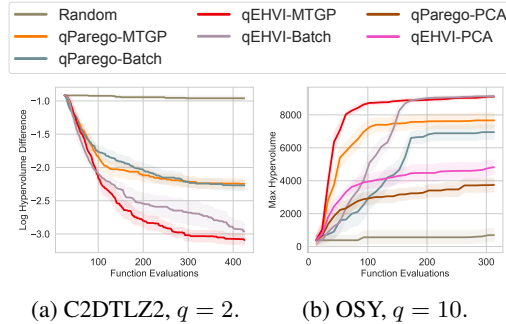 Random qEHVI-MTGP qParego-PCA
qParego-MTGP qEHVI-Batch qEHVI-PCA
qParego-Batch
Log Hypervolume Difference
−1.0
−1.5
−2.0
−2.5
−3.0
100 200 300 400
Function Evaluations
Max Hypervolume
8000
6000
4000
2000
0
0 100 200 300
Function Evaluations
(a) C2DTLZ2, q = 2. (b) OSY, q = 10.